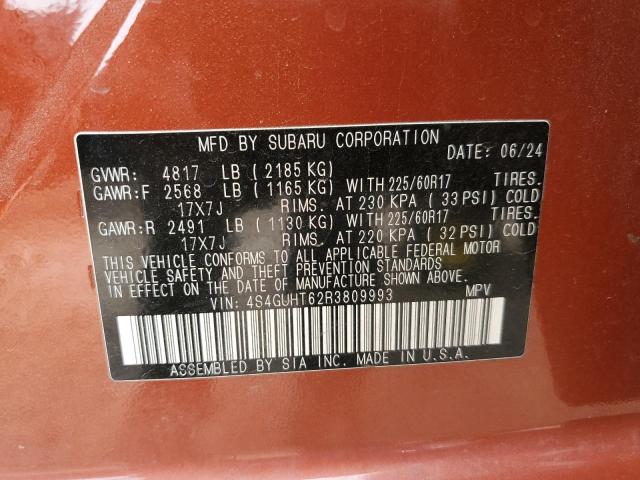 MFD BY SUBARU CORPORATION
DATE: 06/24
GVWR: 4817 LB (2185 KG)
GAWR:F 2568 LB (1165 KG) WITH 225/60R17 TIRES.
17X7J RIMS. AT 230 KPA (33 PSI) COLD
GAWR:R 2491 LB (1130 KG) WITH 225/60R17 TIRES.
17X7J RIMS. AT 220 KPA (32 PSI) COLD
THIS VEHICLE CONFORMS TO ALL APPLICABLE FEDERAL MOTOR
VEHICLE SAFETY AND THEFT PREVENTION STANDARDS
IN EFFECT ON THE DATE OF MANUFACTURE SHOWN ABOVE.
VIN: 4S4GUHT62R3809993 MPV
ASSEMBLED BY SIA INC. MADE IN U.S.A.